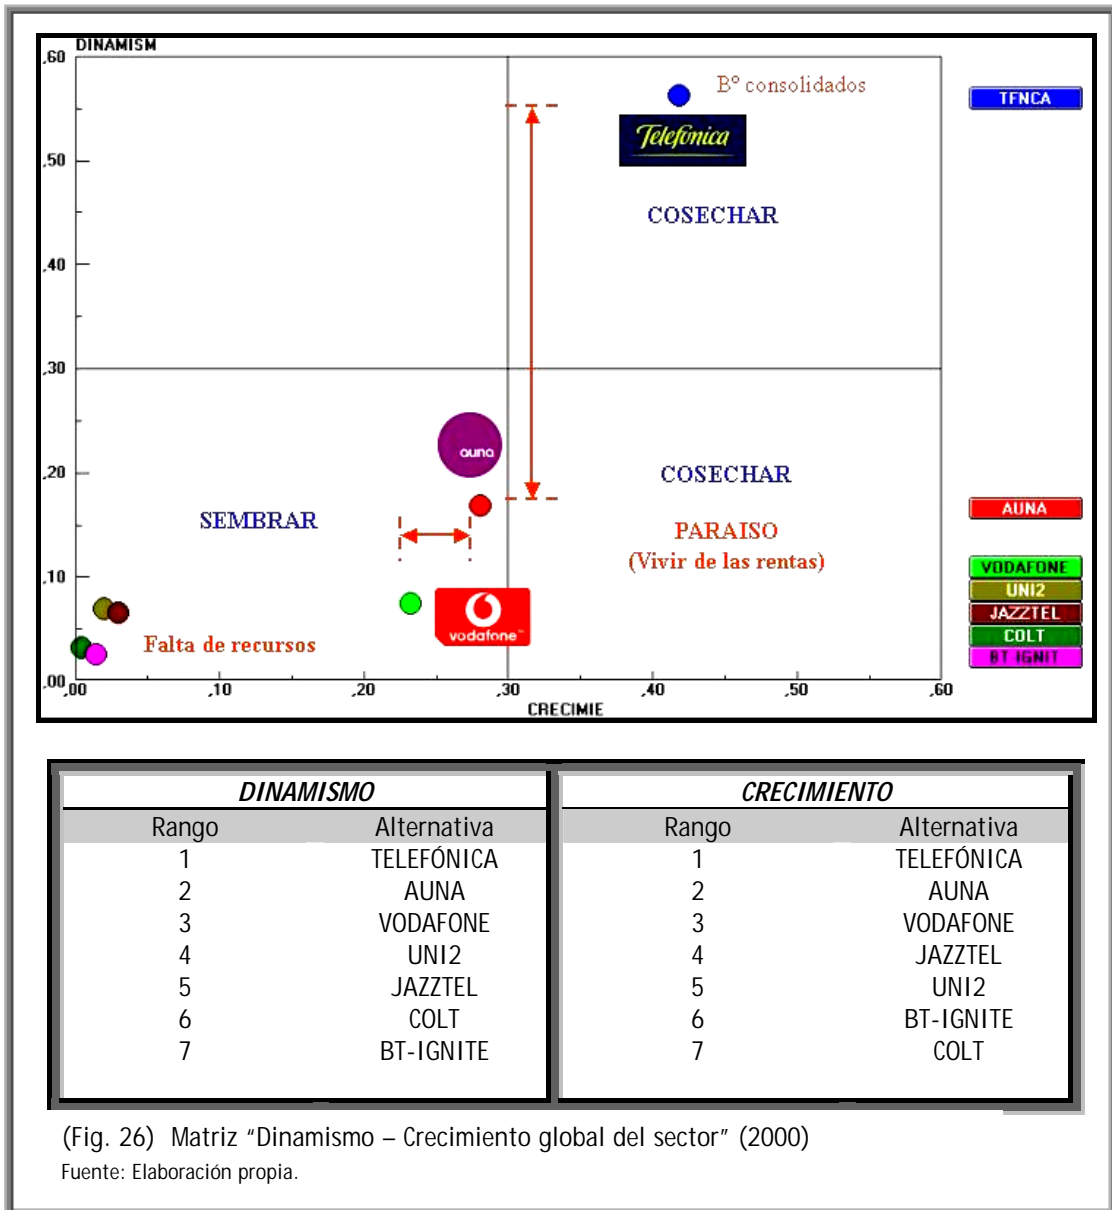 DINAMISM
,60
Bº consolidados
TFNCA
Telefónica
,50
COSECHAR
,40
,30
auna
,20
COSECHAR
SEMBRAR
AUNA
PARAISO
(Vivir de las rentas)
,10
VODAFONE
UNI2
JAZZTEL
COLT
BT IGNIT
vodafone™
Falta de recursos
,00
,00 ,10 ,20 ,30 ,40 ,50 ,60
CRECIMIE
DINAMISMO CRECIMIENTO
Rango Alternativa Rango Alternativa
1 TELEFÓNICA 1 TELEFÓNICA
2 AUNA 2 AUNA
3 VODAFONE 3 VODAFONE
4 UNI2 4 JAZZTEL
5 JAZZTEL 5 UNI2
6 COLT 6 BT-IGNITE
7 BT-IGNITE 7 COLT
(Fig. 26) Matriz "Dinamismo – Crecimiento global del sector" (2000)
Fuente: Elaboración propia.